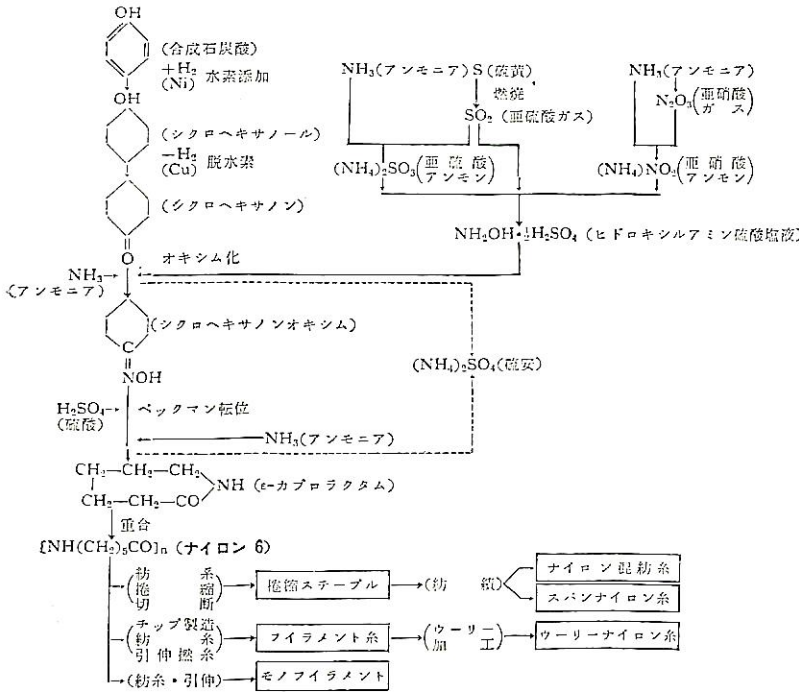 OH
(合成石炭酸)
+H₂
(Ni) 水素添加
OH
(シクロヘキサノール)
−H₂
(Cu) 脱水素
(シクロヘキサノン)
O
オキシム化
NH₃(アンモニア) S (硫黄)
燃焼
SO₂ (亜硫酸ガス)
(NH₄)₂SO₃(亜硫酸アンモン)
NH₃(アンモニア)
N₂O₃(亜硝酸ガス)
(NH₄)NO₂(亜硝酸アンモン)
NH₂OH·½H₂SO₄ (ヒドロキシルアミン硫酸塩液)
NH₃
(アンモニア)
(シクロヘキサノンオキシム)
C
NOH
(NH₄)₂SO₄(硫安)
H₂SO₄
(硫酸)
ベックマン転位
NH₃(アンモニア)
CH₂ CH₂ CH₂
NH (ε-カプロラクタム)
CH₂ CH₂ CO
重合
[NH(CH₂)₅CO]n (ナイロン 6)
(紡糸
捲縮
切断)
捲縮ステープル
(紡績)
ナイロン混紡糸
スパンナイロン糸
(チップ製造
紡糸
引伸撚糸)
フイラメント糸
(ウーリー
加工)
ウーリーナイロン糸
(紡糸・引伸)
モノフイラメント